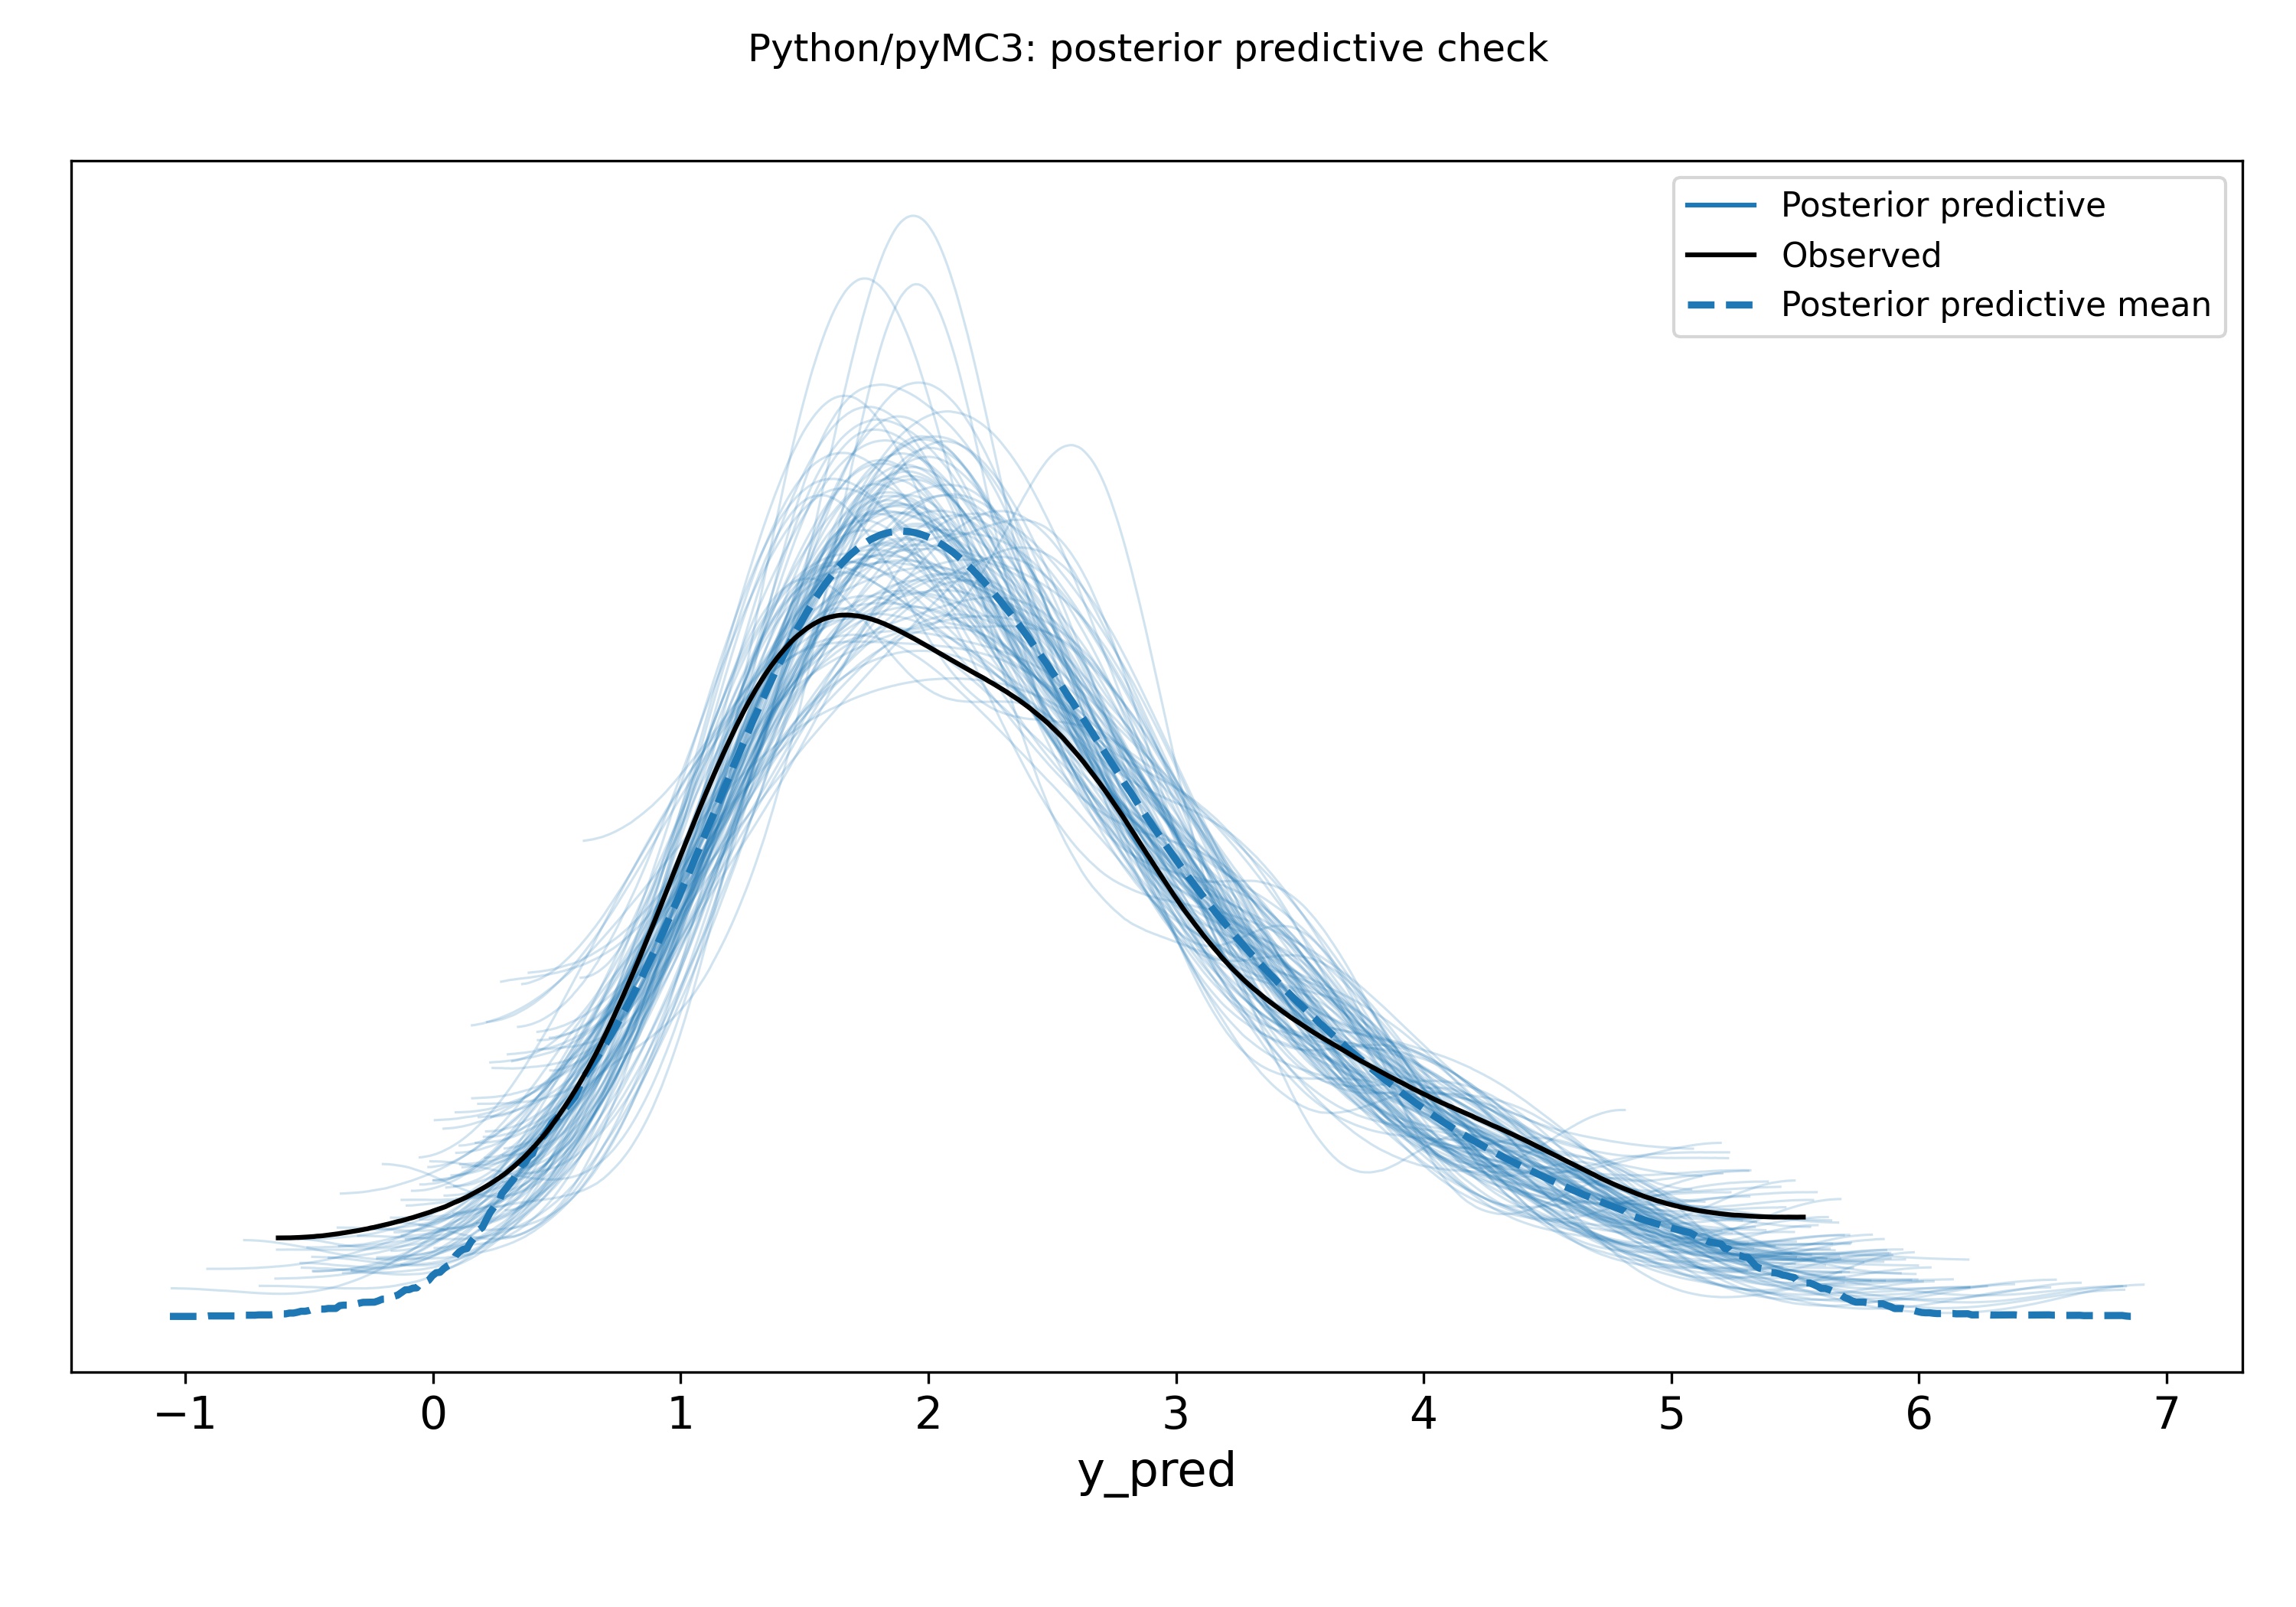 Python/pyMC3: posterior predictive check
Posterior predictive
Observed
Posterior predictive mean
−1 0 1 2 3 4 5 6 7
y_pred